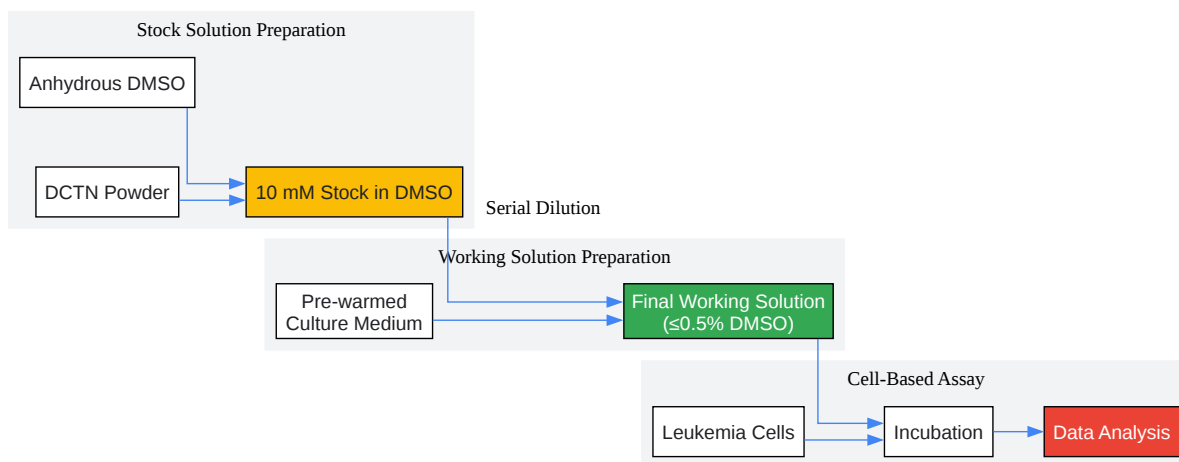 Stock Solution Preparation
Anhydrous DMSO
DCTN Powder
10 mM Stock in DMSO
Serial Dilution
Working Solution Preparation
Pre-warmed
Culture Medium
Final Working Solution
(≤0.5% DMSO)
Cell-Based Assay
Leukemia Cells
Incubation
Data Analysis